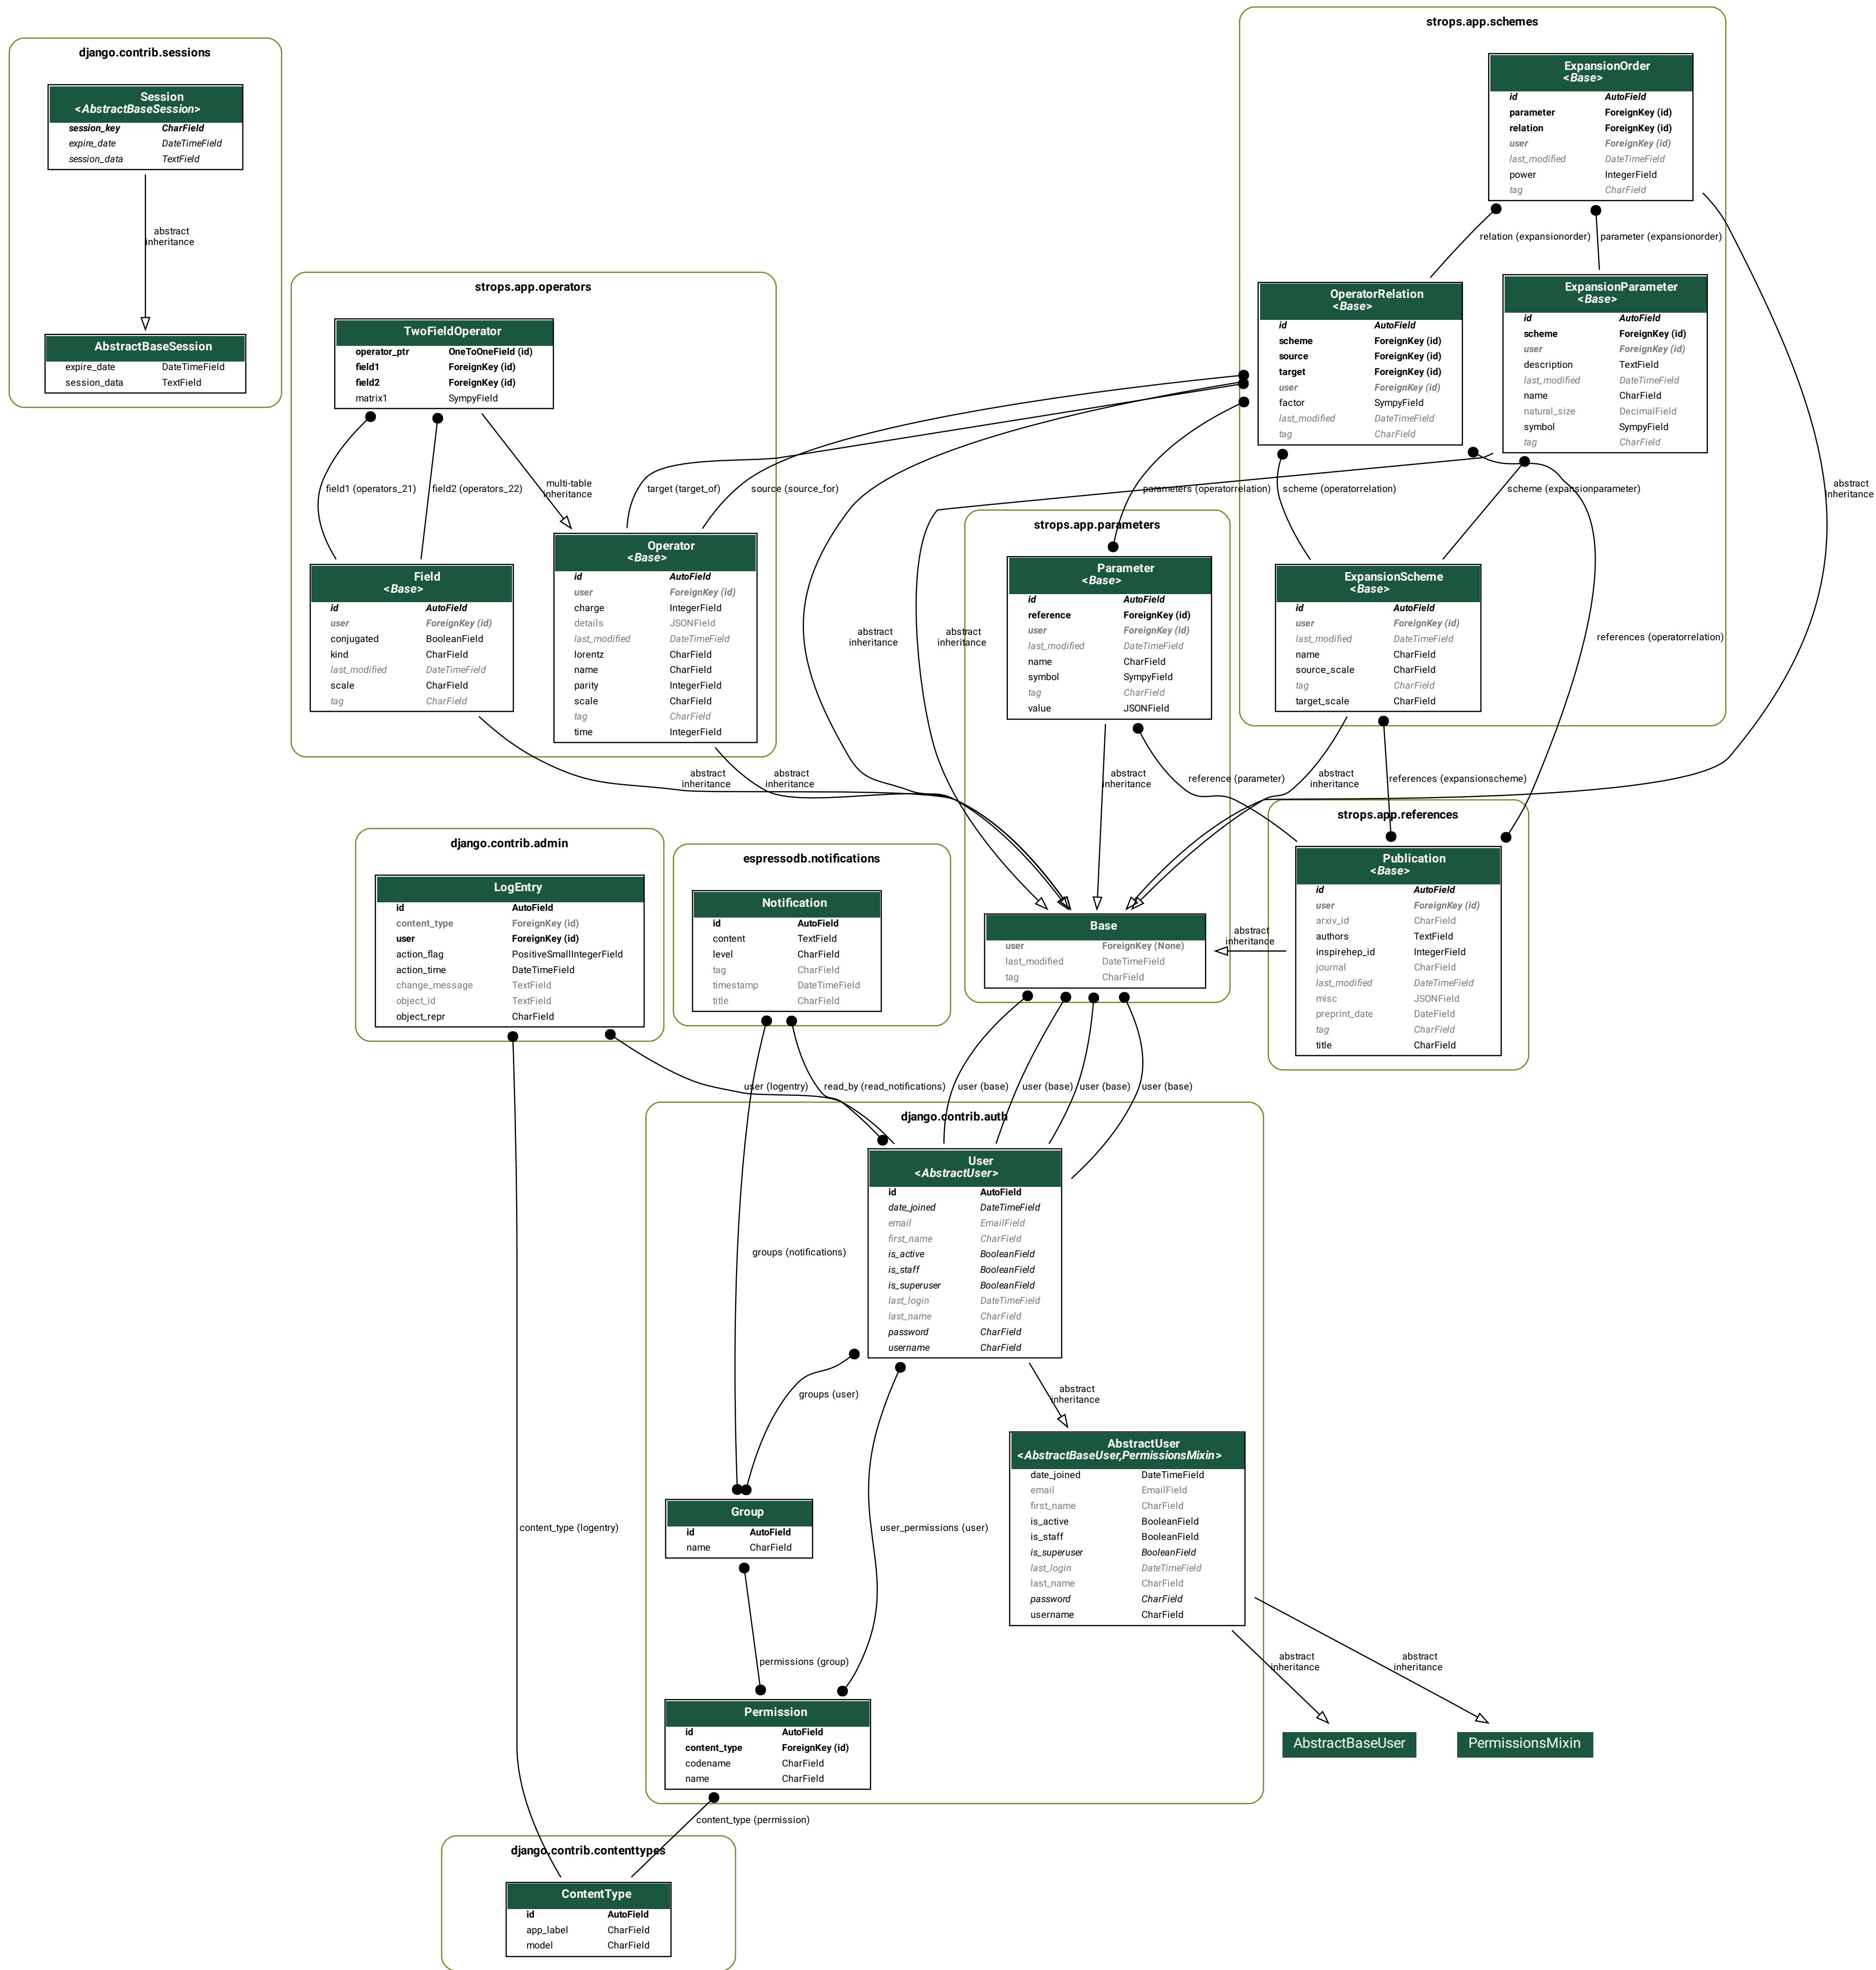 django.contrib.sessions
Session
<AbstractBaseSession>
session_key CharField
expire_date DateTimeField
session_data TextField
abstract
inheritance
AbstractBaseSession
expire_date DateTimeField
session_data TextField
strops.app.schemes
ExpansionOrder
<Base>
id AutoField
parameter ForeignKey (id)
relation ForeignKey (id)
user ForeignKey (id)
last_modified DateTimeField
power IntegerField
tag CharField
relation (expansionorder)
parameter (expansionorder)
OperatorRelation
<Base>
id AutoField
scheme ForeignKey (id)
source ForeignKey (id)
target ForeignKey (id)
user ForeignKey (id)
factor SympyField
last_modified DateTimeField
tag CharField
ExpansionParameter
<Base>
id AutoField
scheme ForeignKey (id)
user ForeignKey (id)
description TextField
last_modified DateTimeField
name CharField
natural_size DecimalField
symbol SympyField
tag CharField
parameters (operatorrelation)
scheme (operatorrelation)
scheme (expansionparameter)
abstract
inheritance
ExpansionScheme
<Base>
id AutoField
user ForeignKey (id)
last_modified DateTimeField
name CharField
source_scale CharField
tag CharField
target_scale CharField
references (operatorrelation)
strops.app.operators
TwoFieldOperator
operator_ptr OneToOneField (id)
field1 ForeignKey (id)
field2 ForeignKey (id)
matrix1 SympyField
field1 (operators_21)
field2 (operators_22)
multi-table
inheritance
target (target_of)
source (source_for)
Field
<Base>
id AutoField
user ForeignKey (id)
conjugated BooleanField
kind CharField
last_modified DateTimeField
scale CharField
tag CharField
Operator
<Base>
id AutoField
user ForeignKey (id)
charge IntegerField
details JSONField
last_modified DateTimeField
lorentz CharField
name CharField
parity IntegerField
scale CharField
tag CharField
time IntegerField
abstract
inheritance
abstract
inheritance
strops.app.parameters
Parameter
<Base>
id AutoField
reference ForeignKey (id)
user ForeignKey (id)
last_modified DateTimeField
name CharField
symbol SympyField
tag CharField
value JSONField
abstract
inheritance
abstract
inheritance
abstract
inheritance
reference (parameter)
abstract
inheritance
references (expansionscheme)
Base
user ForeignKey (None)
last_modified DateTimeField
tag CharField
abstract
inheritance
strops.app.references
Publication
<Base>
id AutoField
user ForeignKey (id)
arxiv_id CharField
authors TextField
inspirehep_id IntegerField
journal CharField
last_modified DateTimeField
misc JSONField
preprint_date DateField
tag CharField
title CharField
django.contrib.admin
LogEntry
id AutoField
content_type ForeignKey (id)
user ForeignKey (id)
action_flag PositiveSmallIntegerField
action_time DateTimeField
change_message TextField
object_id TextField
object_repr CharField
espressodb.notifications
Notification
id AutoField
content TextField
level CharField
tag CharField
timestamp DateTimeField
title CharField
user (logentry)
read_by (read_notifications)
user (base)
user (base)
user (base)
user (base)
django.contrib.auth
User
<AbstractUser>
id AutoField
date_joined DateTimeField
email EmailField
first_name CharField
is_active BooleanField
is_staff BooleanField
is_superuser BooleanField
last_login DateTimeField
last_name CharField
password CharField
username CharField
groups (notifications)
groups (user)
abstract
inheritance
AbstractUser
<AbstractBaseUser,PermissionsMixin>
date_joined DateTimeField
email EmailField
first_name CharField
is_active BooleanField
is_staff BooleanField
is_superuser BooleanField
last_login DateTimeField
last_name CharField
password CharField
username CharField
Group
id AutoField
name CharField
content_type (logentry)
user_permissions (user)
permissions (group)
abstract
inheritance
abstract
inheritance
Permission
id AutoField
content_type ForeignKey (id)
codename CharField
name CharField
AbstractBaseUser
PermissionsMixin
content_type (permission)
django.contrib.contenttypes
ContentType
id AutoField
app_label CharField
model CharField